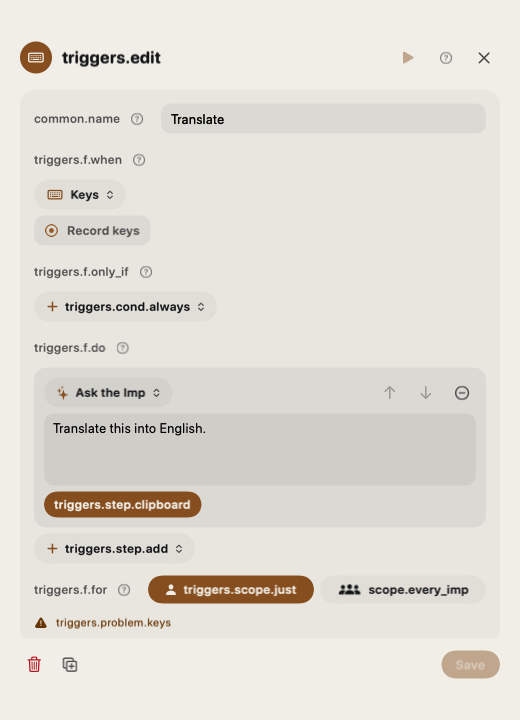 triggers.edit
common.name
Translate
triggers.f.when
Keys
Record keys
triggers.f.only_if
triggers.cond.always
triggers.f.do
Ask the Imp
Translate this into English.
triggers.step.clipboard
triggers.step.add
triggers.f.for
triggers.scope.just
scope.every_imp
triggers.problem.keys
Save